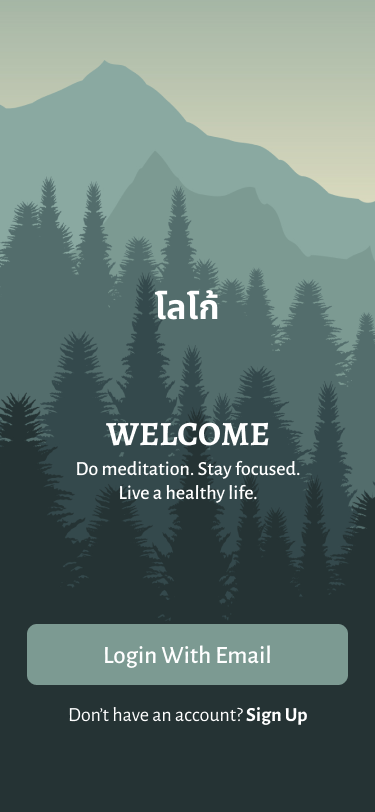 โลโก้
WELCOME
Do meditation. Stay focused.
Live a healthy life.
Login With Email
Don’t have an account? Sign Up